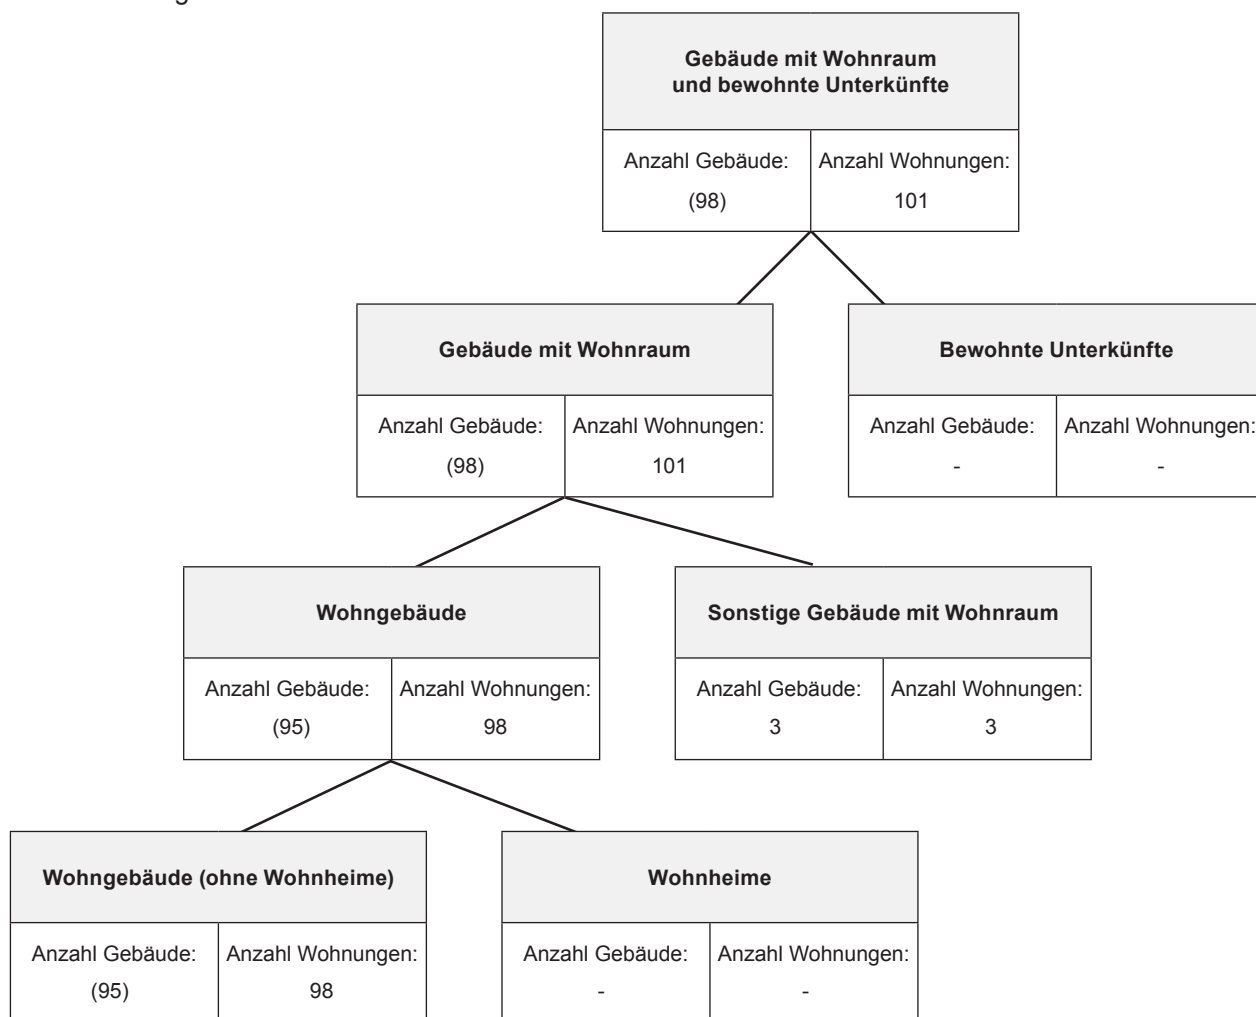 Gebäude mit Wohnraum
und bewohnte Unterkünfte
Anzahl Gebäude: Anzahl Wohnungen:
(98) 101
Gebäude mit Wohnraum
Bewohnte Unterkünfte
Anzahl Gebäude: Anzahl Wohnungen:
(98) 101
Anzahl Gebäude: Anzahl Wohnungen:
- -
Wohngebäude
Sonstige Gebäude mit Wohnraum
Anzahl Gebäude: Anzahl Wohnungen:
(95) 98
Anzahl Gebäude: Anzahl Wohnungen:
3 3
Wohngebäude (ohne Wohnheime)
Wohnheime
Anzahl Gebäude: Anzahl Wohnungen:
(95) 98
Anzahl Gebäude: Anzahl Wohnungen:
- -